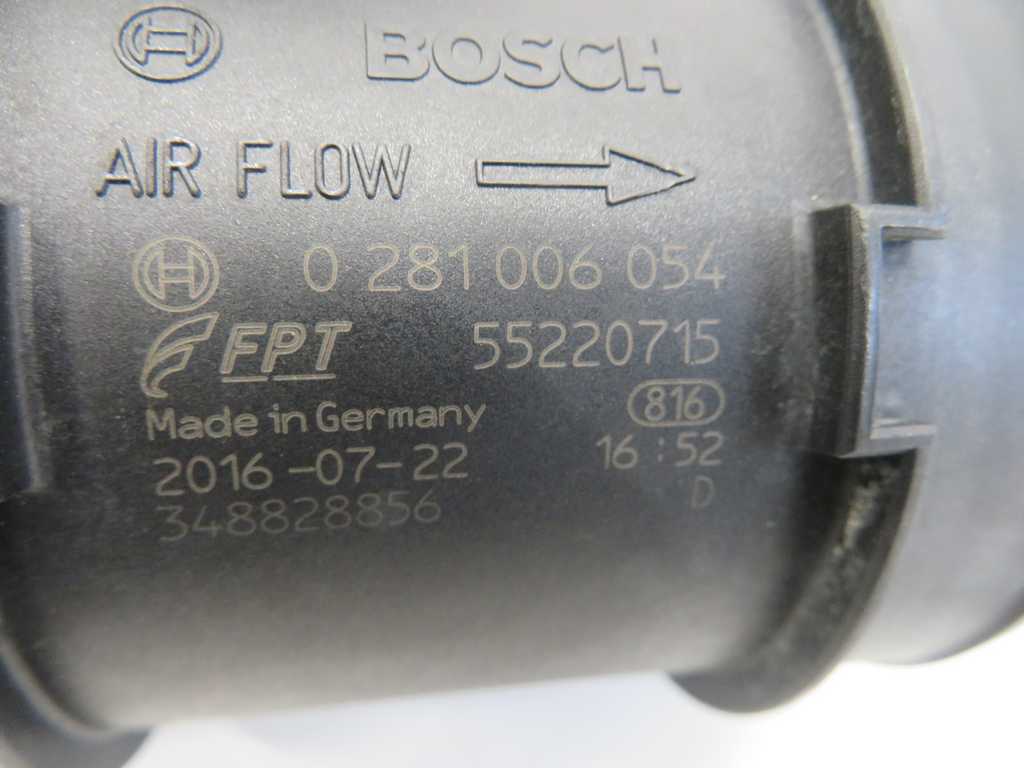 BOSCH
AIR FLOW
0 281 006 054
FPT 55220715
Made in Germany 816
2016-07-22 16:52
348828856 D